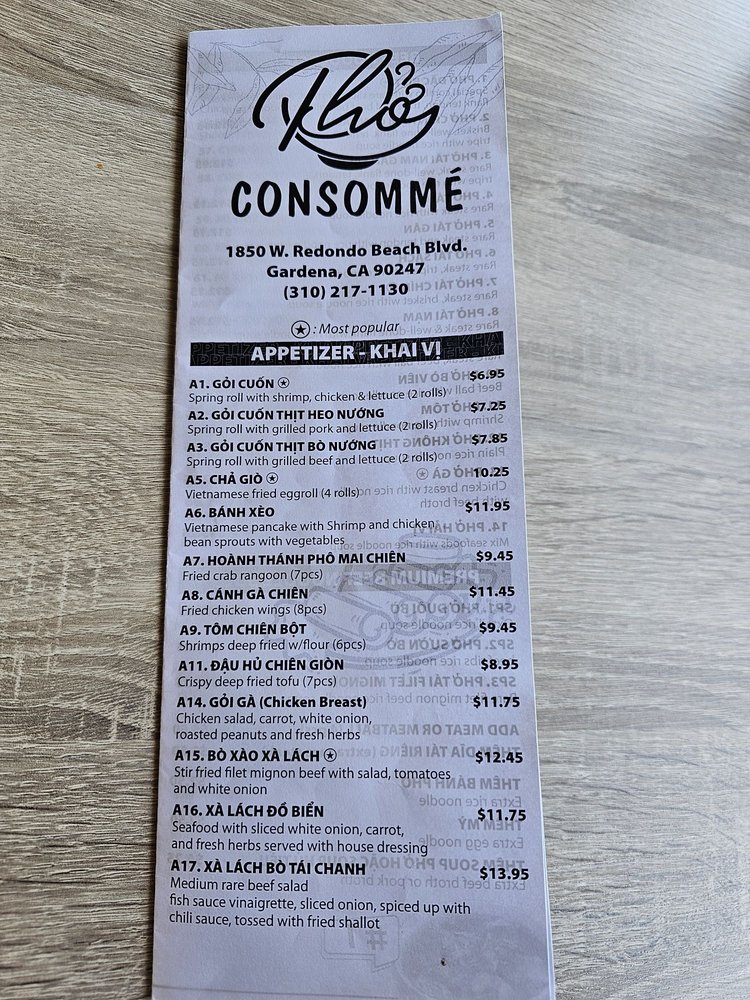 Phở
CONSOMMÉ
1850 W. Redondo Beach Blvd.
Gardena, CA 90247
(310) 217-1130
★ : Most popular
APPETIZER - KHAI VỊ
A1. GỎI CUỐN ★ $6.95
Spring roll with shrimp, chicken & lettuce (2 rolls)
A2. GỎI CUỐN THỊT HEO NƯỚNG $7.25
Spring roll with grilled pork and lettuce (2 rolls)
A3. GỎI CUỐN THỊT BÒ NƯỚNG $7.85
Spring roll with grilled beef and lettuce (2 rolls)
A5. CHẢ GIÒ ★ 10.25
Vietnamese fried eggroll (4 rolls)
A6. BÁNH XÈO $11.95
Vietnamese pancake with Shrimp and chicken,
bean sprouts with vegetables
A7. HOÀNH THÁNH PHÔ MAI CHIÊN $9.45
Fried crab rangoon (7pcs)
A8. CÁNH GÀ CHIÊN $11.45
Fried chicken wings (8pcs)
A9. TÔM CHIÊN BỘT $9.45
Shrimps deep fried w/flour (6pcs)
A11. ĐẬU HỦ CHIÊN GIÒN $8.95
Crispy deep fried tofu (7pcs)
A14. GỎI GÀ (Chicken Breast) $11.75
Chicken salad, carrot, white onion,
roasted peanuts and fresh herbs
A15. BÒ XÀO XÀ LÁCH ★ $12.45
Stir fried filet mignon beef with salad, tomatoes
and white onion
A16. XÀ LÁCH ĐỒ BIỂN $11.75
Seafood with sliced white onion, carrot,
and fresh herbs served with house dressing
A17. XÀ LÁCH BÒ TÁI CHANH $13.95
Medium rare beef salad
fish sauce vinaigrette, sliced onion, spiced up with
chili sauce, tossed with fried shallot